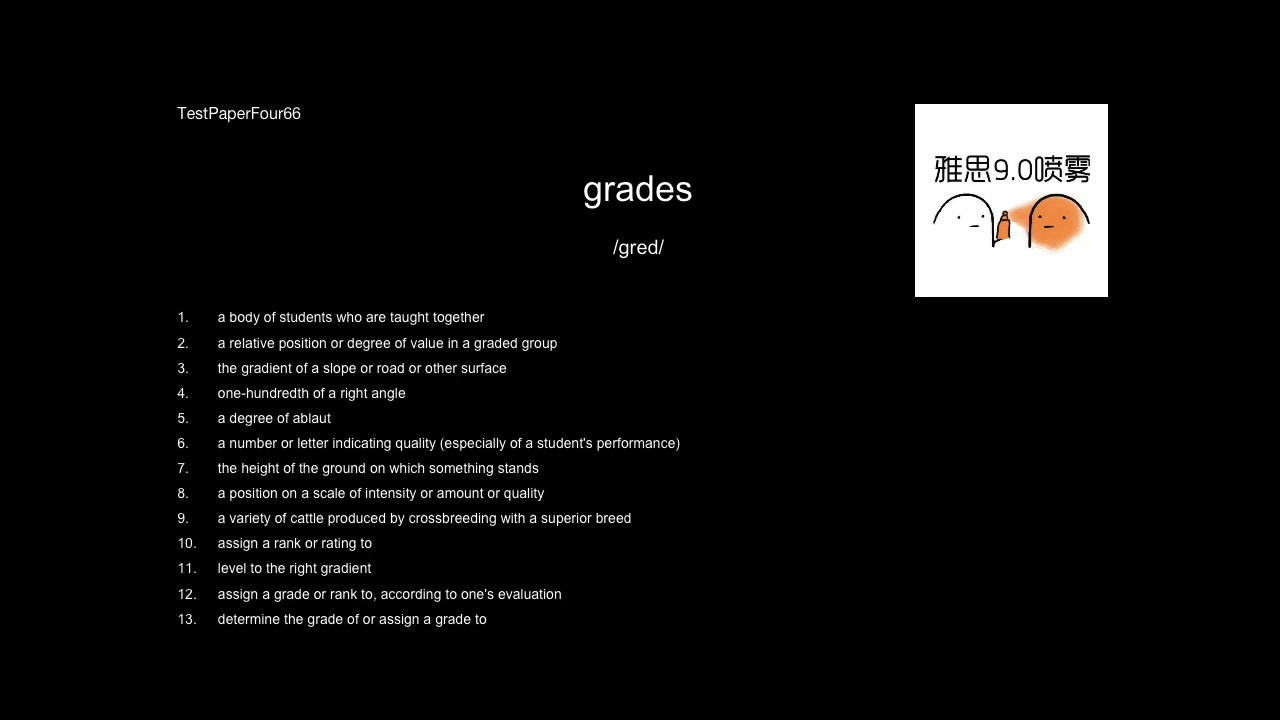 TestPaperFour66
雅思9.0喷雾
grades
/gred/
1. a body of students who are taught together
2. a relative position or degree of value in a graded group
3. the gradient of a slope or road or other surface
4. one-hundredth of a right angle
5. a degree of ablaut
6. a number or letter indicating quality (especially of a student's performance)
7. the height of the ground on which something stands
8. a position on a scale of intensity or amount or quality
9. a variety of cattle produced by crossbreeding with a superior breed
10. assign a rank or rating to
11. level to the right gradient
12. assign a grade or rank to, according to one's evaluation
13. determine the grade of or assign a grade to